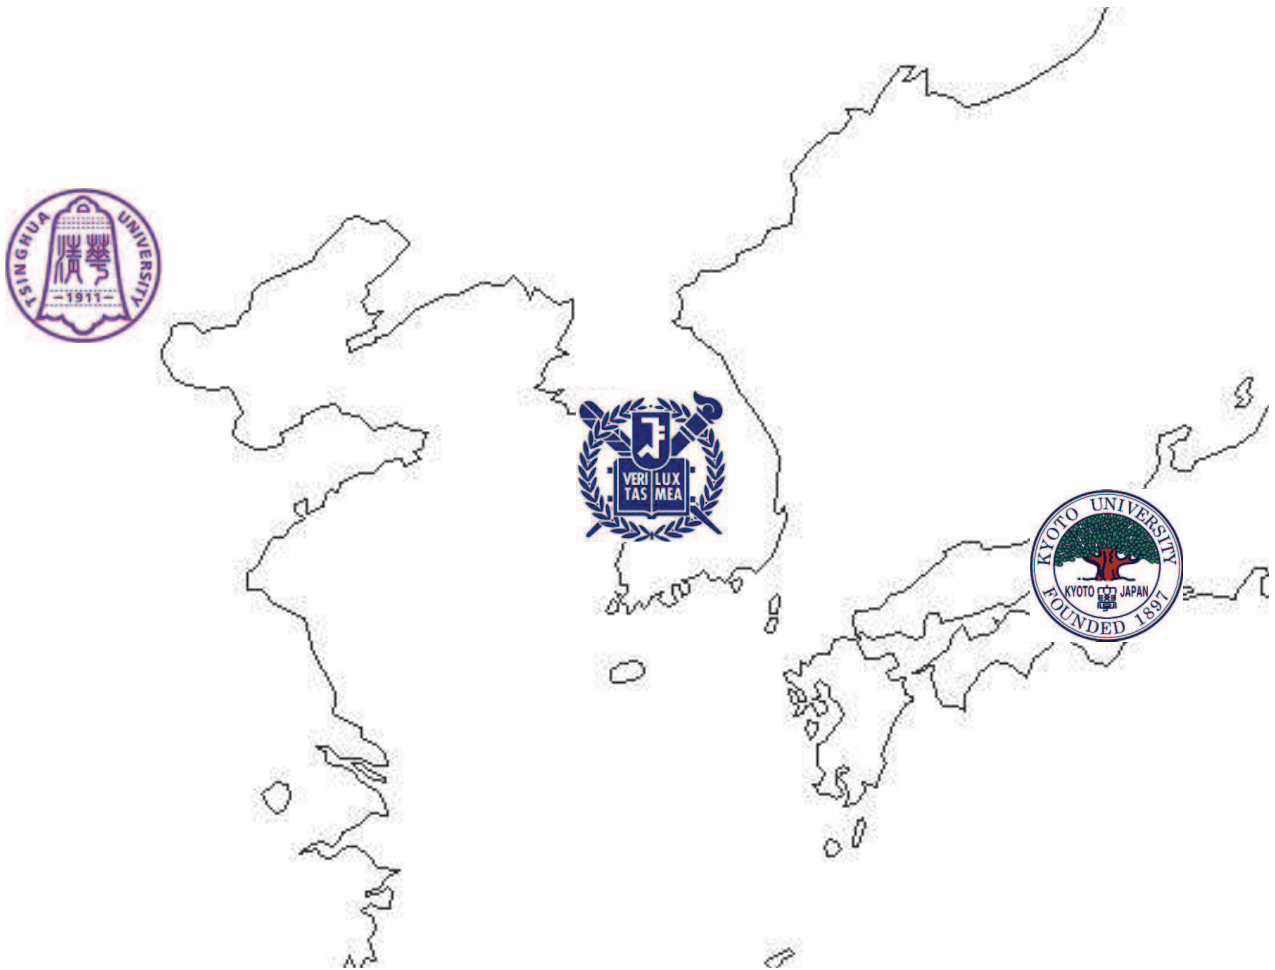 TSINGHUA UNIVERSITY
清華
–1911–
VERI LUX
TAS MEA
KYOTO UNIVERSITY
KYOTO JAPAN
FOUNDED 1897